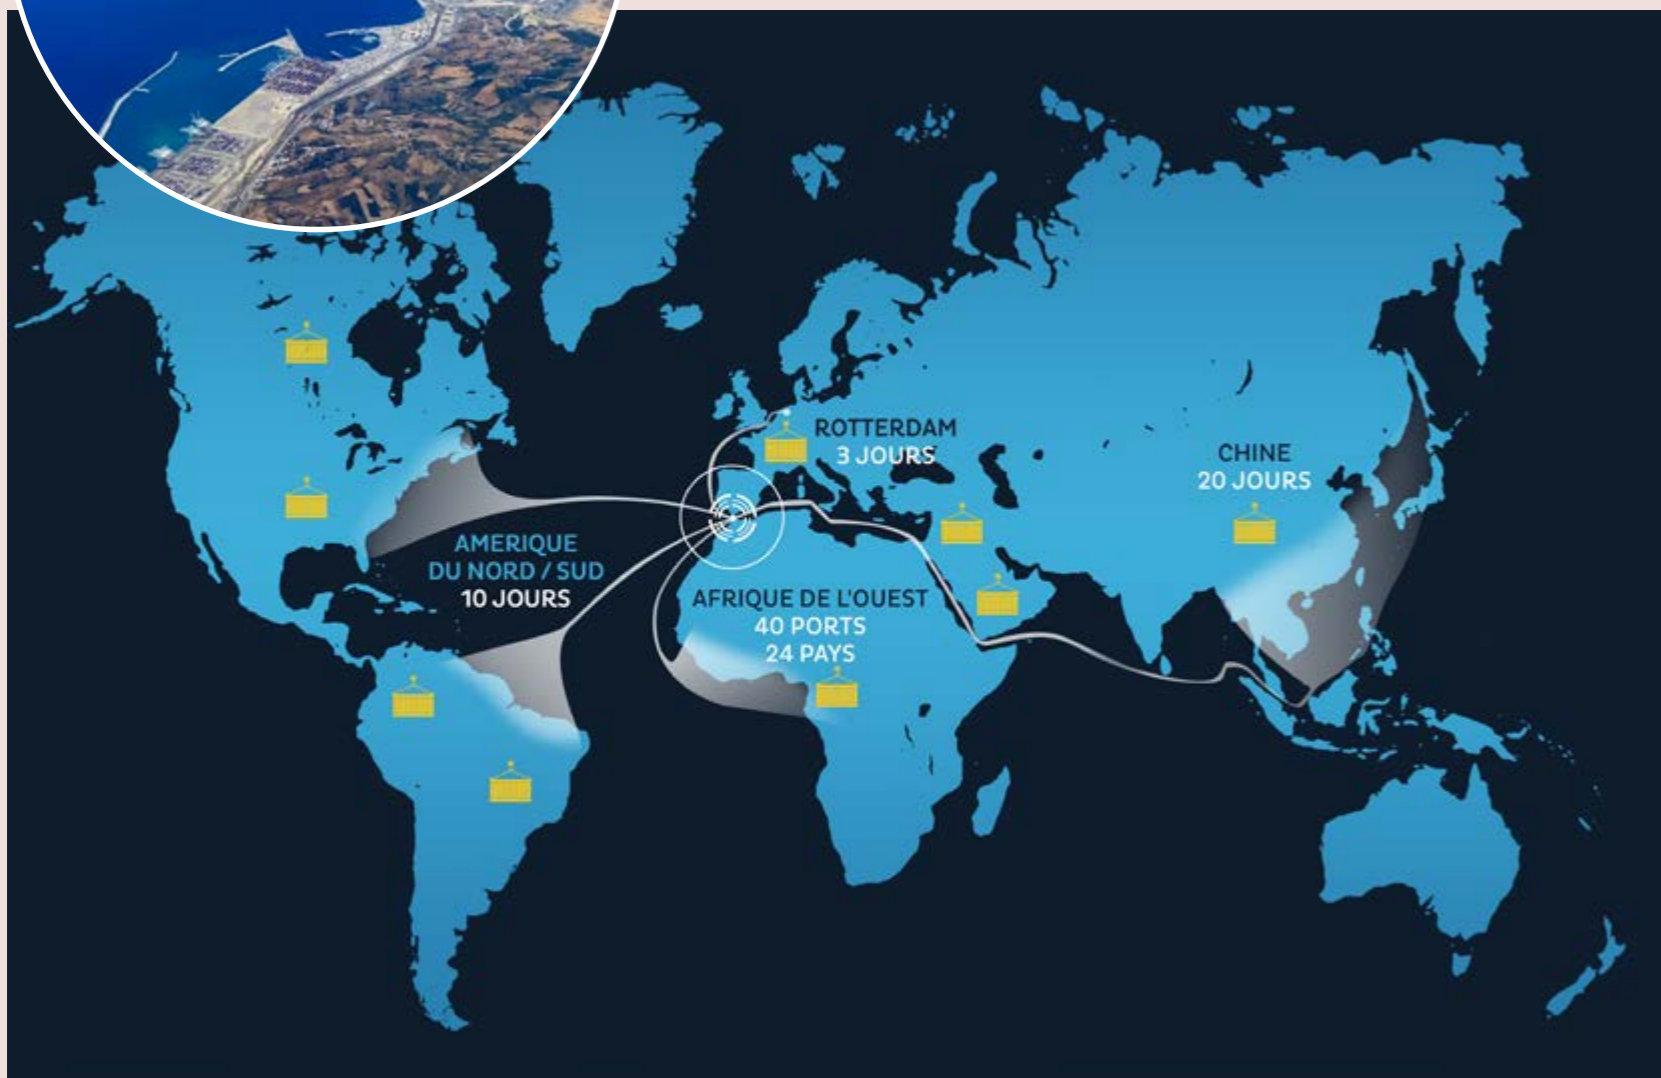 ROTTERDAM
3 JOURS
CHINE
20 JOURS
AMERIQUE
DU NORD / SUD
10 JOURS
AFRIQUE DE L'OUEST
40 PORTS
24 PAYS